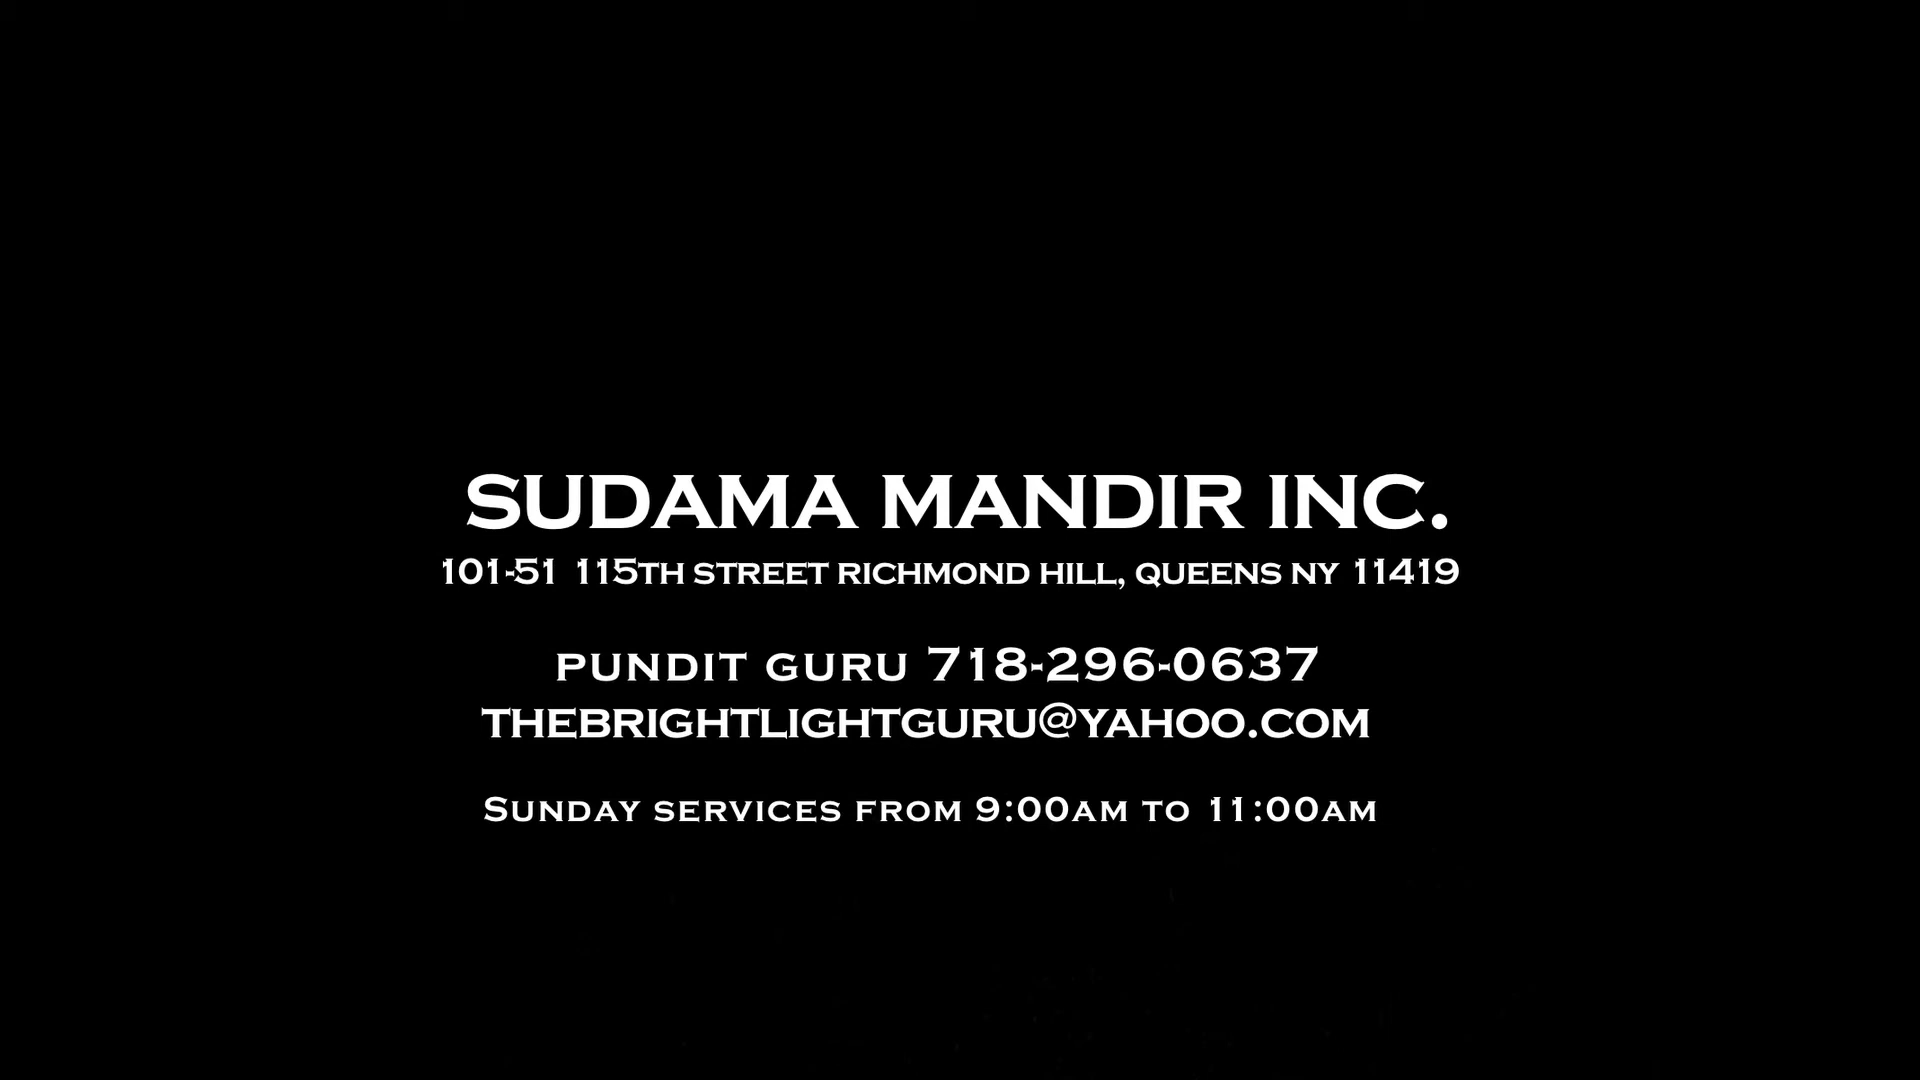 SUDAMA MANDIR INC.
101-51 115TH STREET RICHMOND HILL, QUEENS NY 11419
PUNDIT GURU 718-296-0637
THEBRIGHTLIGHTGURU@YAHOO.COM
SUNDAY SERVICES FROM 9:00AM TO 11:00AM